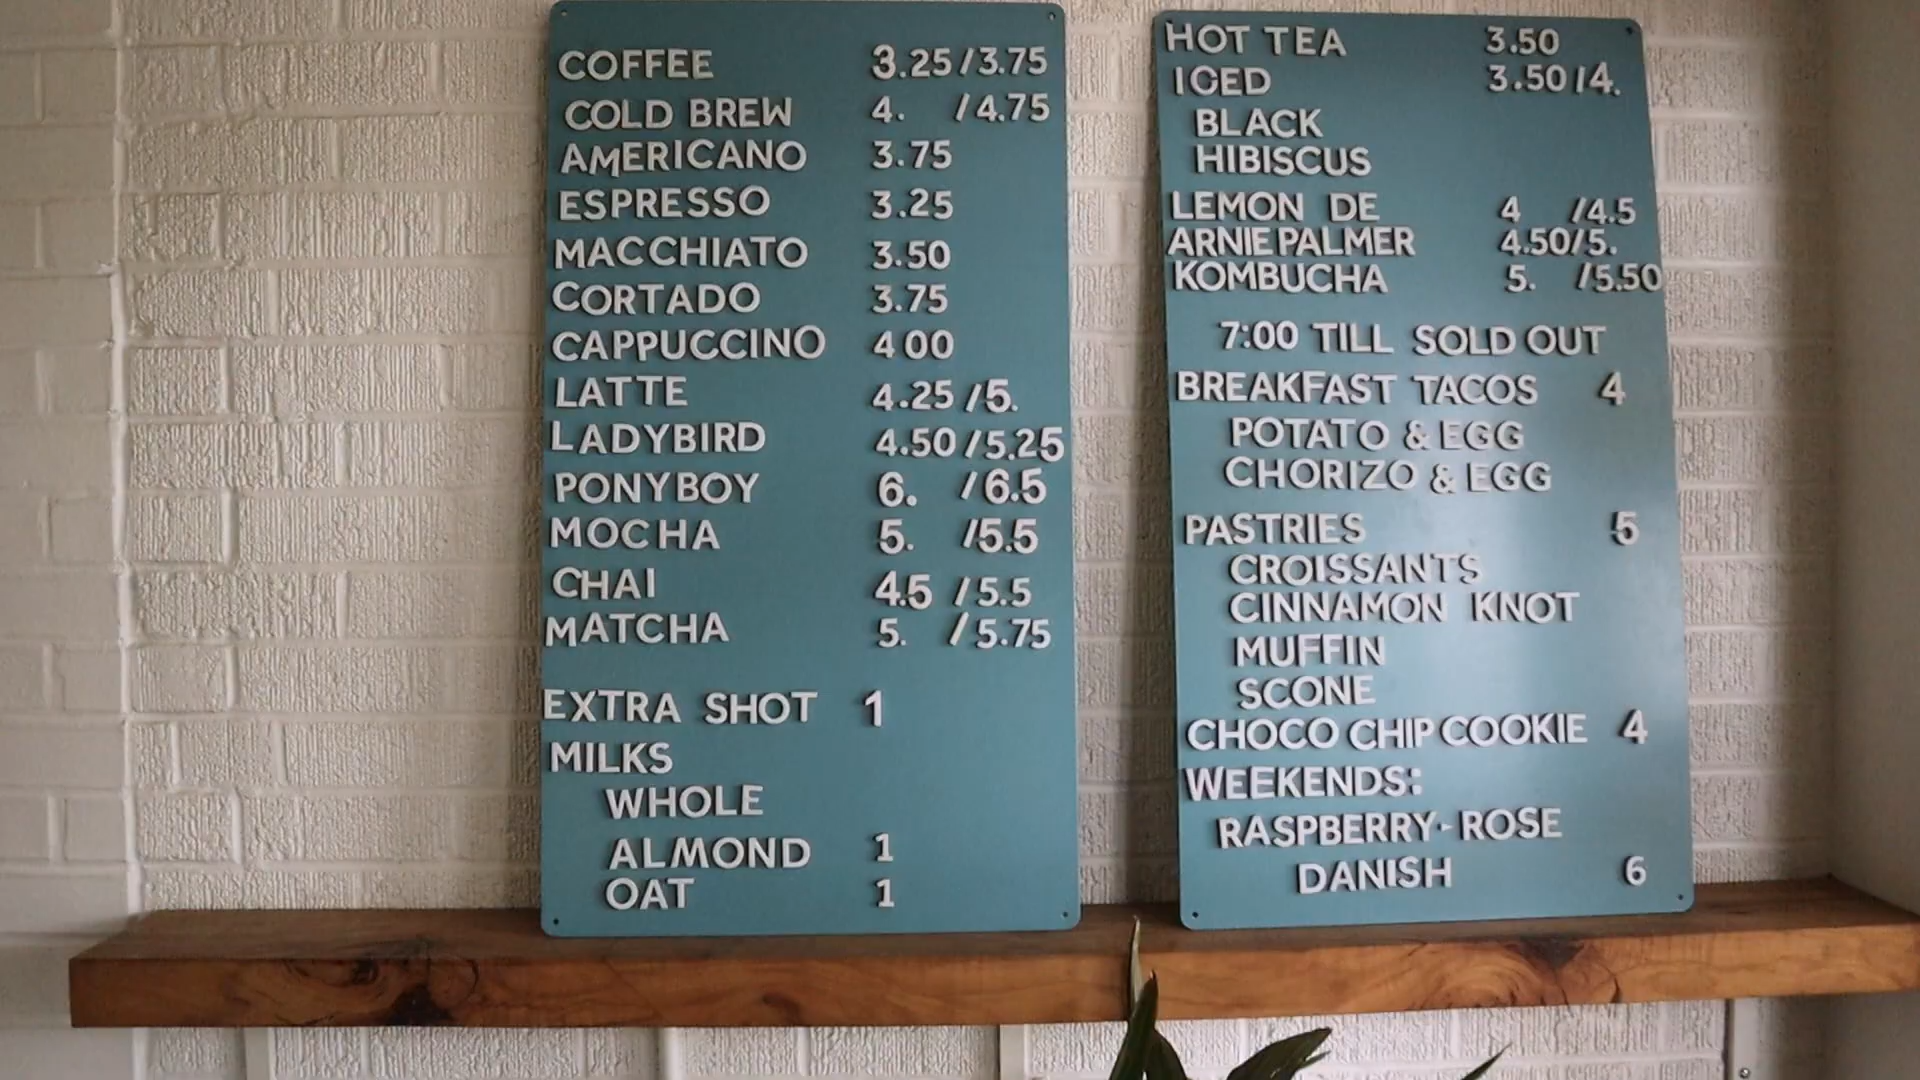 COFFEE 3.25/3.75
COLD BREW 4. /4.75
AMERICANO 3.75
ESPRESSO 3.25
MACCHIATO 3.50
CORTADO 3.75
CAPPUCCINO 4 00
LATTE 4.25/5.
LADYBIRD 4.50/5.25
PONYBOY 6. /6.5
MOCHA 5. /5.5
CHAI 4.5 /5.5
MATCHA 5. /5.75
EXTRA SHOT 1
MILKS
WHOLE
ALMOND 1
OAT 1
HOT TEA 3.50
ICED 3.50/4.
BLACK
HIBISCUS
LEMON DE 4 /4.5
ARNIE PALMER 4.50/5.
KOMBUCHA 5. /5.50
7:00 TILL SOLD OUT
BREAKFAST TACOS 4
POTATO & EGG
CHORIZO & EGG
PASTRIES 5
CROISSANTS
CINNAMON KNOT
MUFFIN
SCONE
CHOCO CHIP COOKIE 4
WEEKENDS:
RASPBERRY-ROSE
DANISH 6